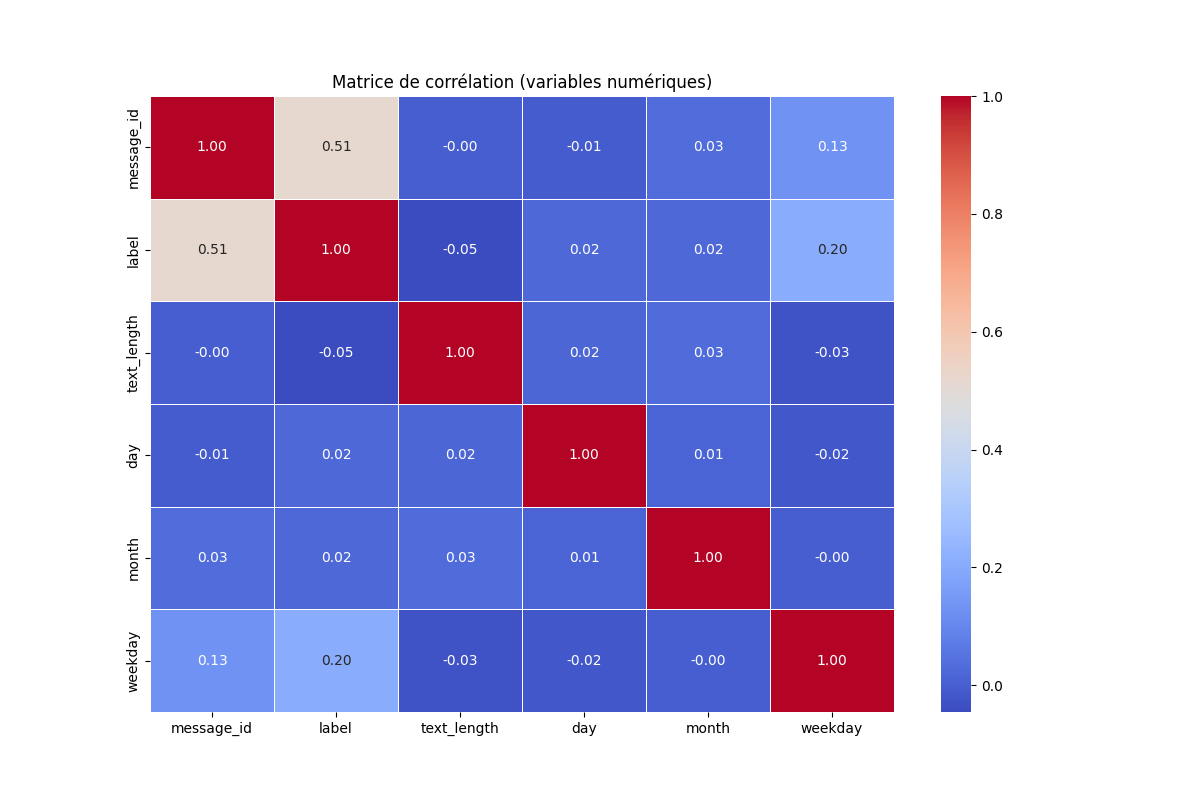 Matrice de corrélation (variables numériques)
message_id 1.00 0.51 -0.00 -0.01 0.03 0.13
label 0.51 1.00 -0.05 0.02 0.02 0.20
text_length -0.00 -0.05 1.00 0.02 0.03 -0.03
day -0.01 0.02 0.02 1.00 0.01 -0.02
month 0.03 0.02 0.03 0.01 1.00 -0.00
weekday 0.13 0.20 -0.03 -0.02 -0.00 1.00
message_id label text_length day month weekday
1.0
0.8
0.6
0.4
0.2
0.0